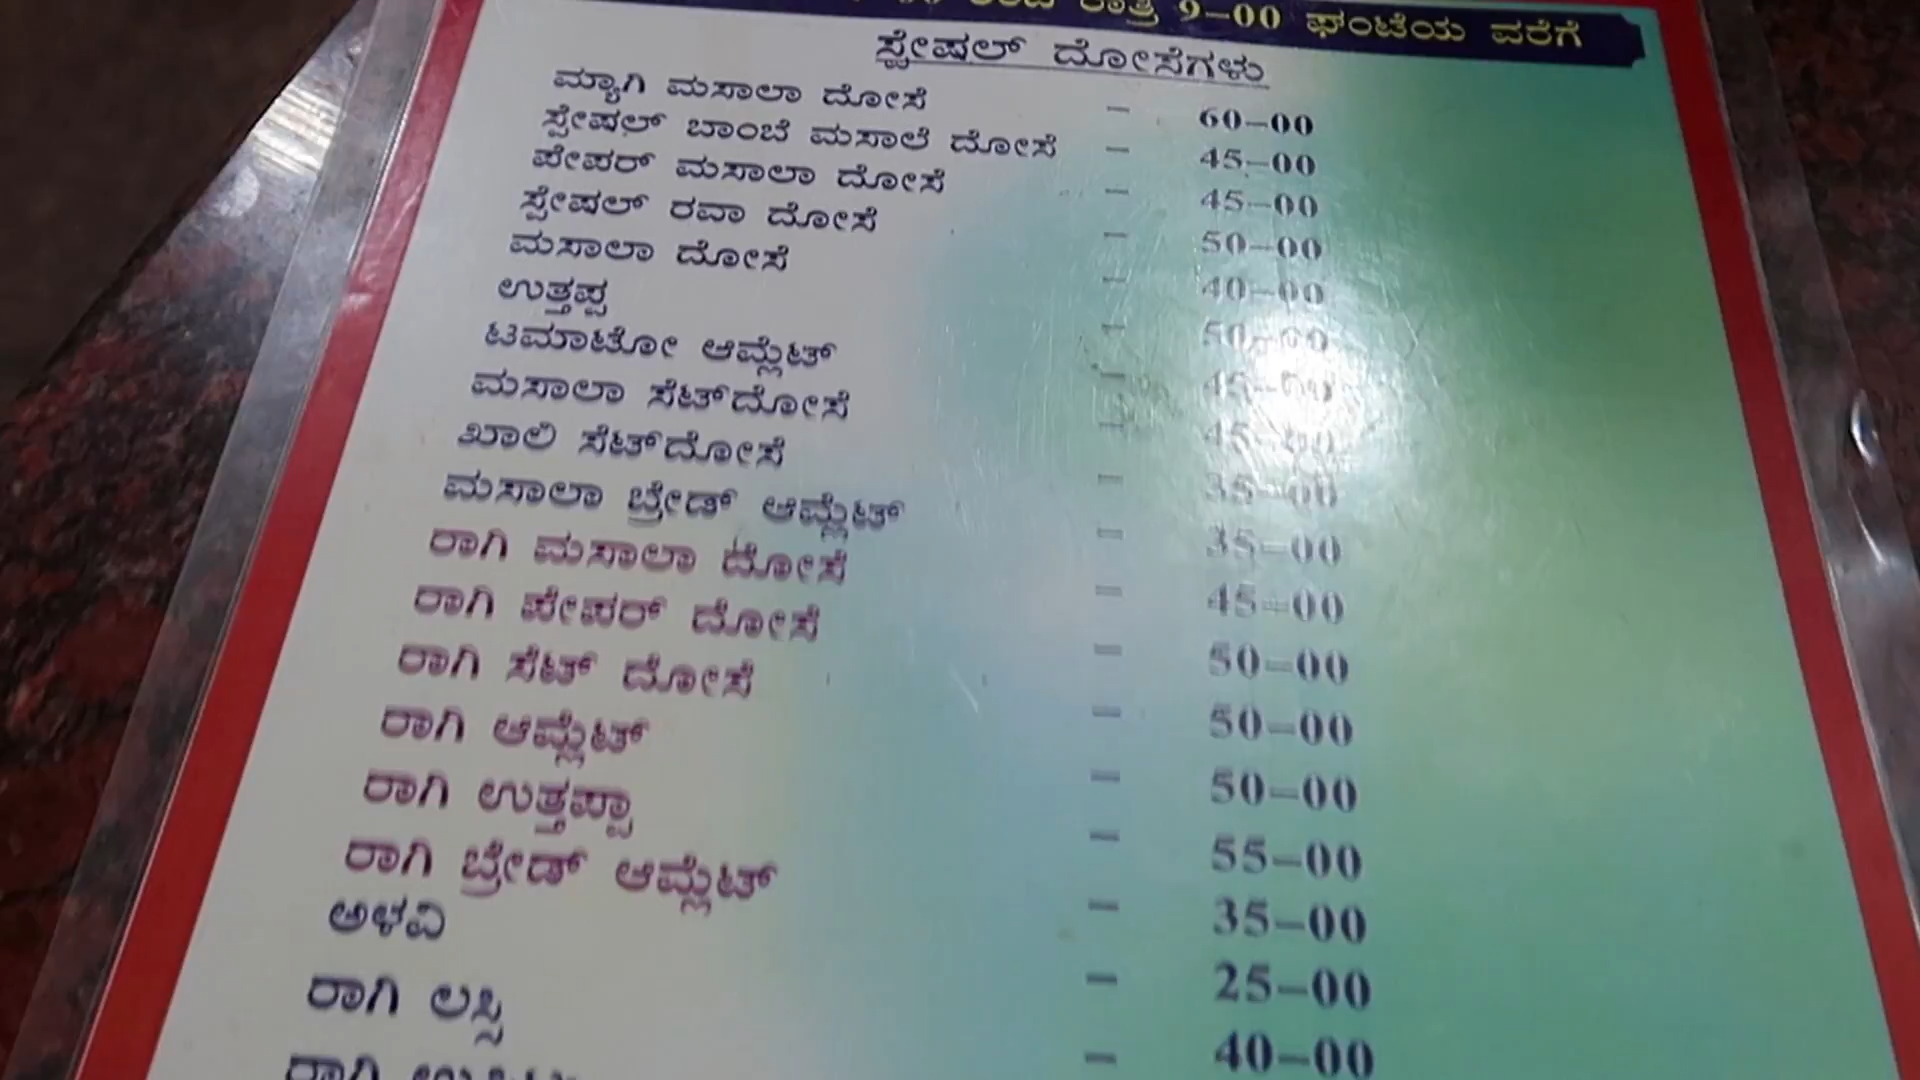 ರಾತ್ರಿ 9-00 ಘಂಟೆಯ ವರೆಗೆ
ಸ್ಪೇಷಲ್ ದೋಸೆಗಳು
ಮ್ಯಾಗಿ ಮಸಾಲಾ ದೋಸೆ - 60-00
ಸ್ಪೇಷಲ್ ಬಾಂಬೆ ಮಸಾಲೆ ದೋಸೆ - 45-00
ಪೇಪರ್ ಮಸಾಲಾ ದೋಸೆ - 45-00
ಸ್ಪೇಷಲ್ ರವಾ ದೋಸೆ - 50-00
ಮಸಾಲಾ ದೋಸೆ - 40-00
ಉತ್ತಪ್ಪ - 50-00
ಟಮಾಟೋ ಆಮ್ಲೆಟ್ - 45-00
ಮಸಾಲಾ ಸೆಟ್‌ದೋಸೆ - 45-00
ಖಾಲಿ ಸೆಟ್‌ದೋಸೆ - 35-00
ಮಸಾಲಾ ಬ್ರೇಡ್ ಆಮ್ಲೆಟ್ - 35-00
ರಾಗಿ ಮಸಾಲಾ ದೋಸೆ - 45-00
ರಾಗಿ ಪೇಪರ್ ದೋಸೆ - 50-00
ರಾಗಿ ಸೆಟ್ ದೋಸೆ - 50-00
ರಾಗಿ ಆಮ್ಲೆಟ್ - 50-00
ರಾಗಿ ಉತ್ತಪ್ಪಾ - 55-00
ರಾಗಿ ಬ್ರೇಡ್ ಆಮ್ಲೆಟ್ - 35-00
ಅಳವಿ - 25-00
ರಾಗಿ ಲಸ್ಸಿ - 40-00
ರಾಗಿ